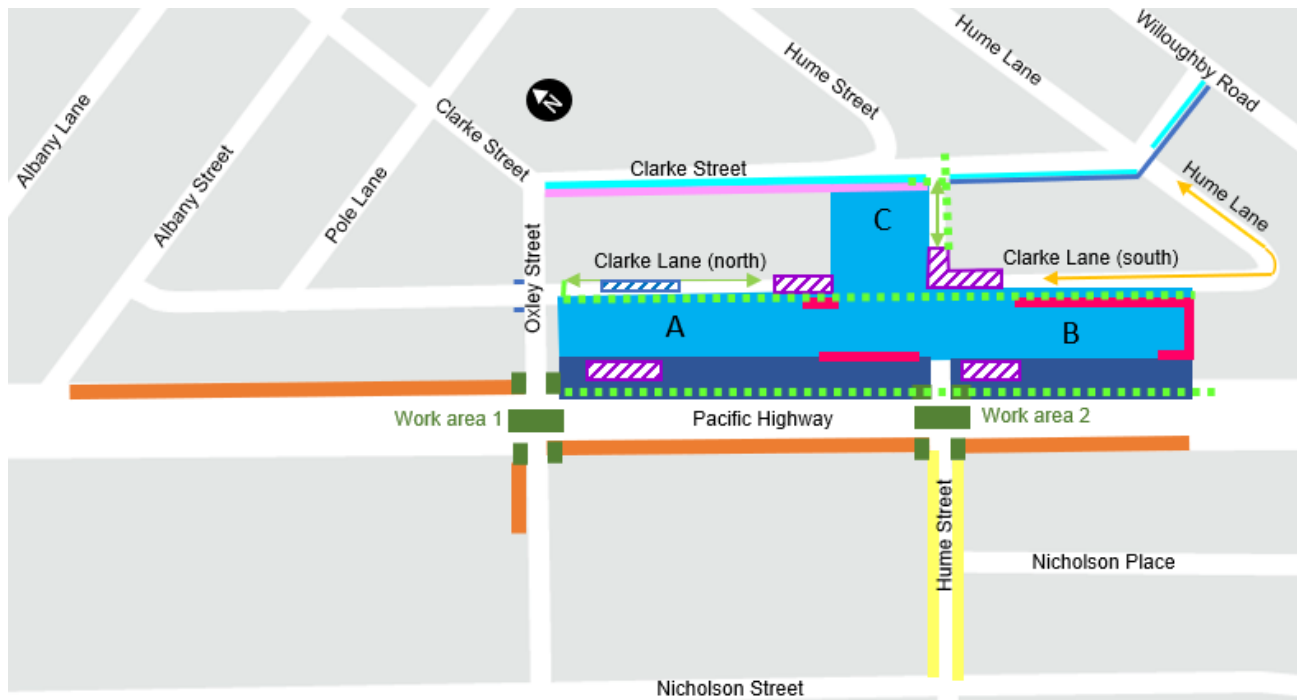 Albany Lane
Albany Street
Pole Lane
Clarke Street
N
Hume Street
Hume Lane
Willoughby Road
Clarke Street
Hume Lane
C
Oxley Street
Clarke Lane (north)
Clarke Lane (south)
A
B
Work area 1
Pacific Highway
Work area 2
Hume Street
Nicholson Place
Nicholson Street